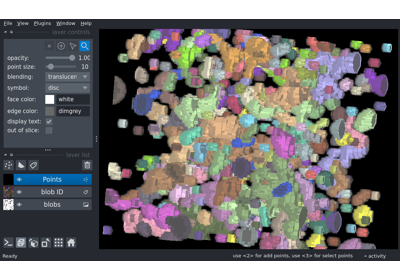 File View Plugins Window Help
layer controls
opacity: 1.00
point size: 10
blending: translucen
symbol: disc
face color: white
edge color: dimgrey
display text:
out of slice:
layer list
Points
blob ID
blobs
Ready use <2> for add points, use <3> for select points activity